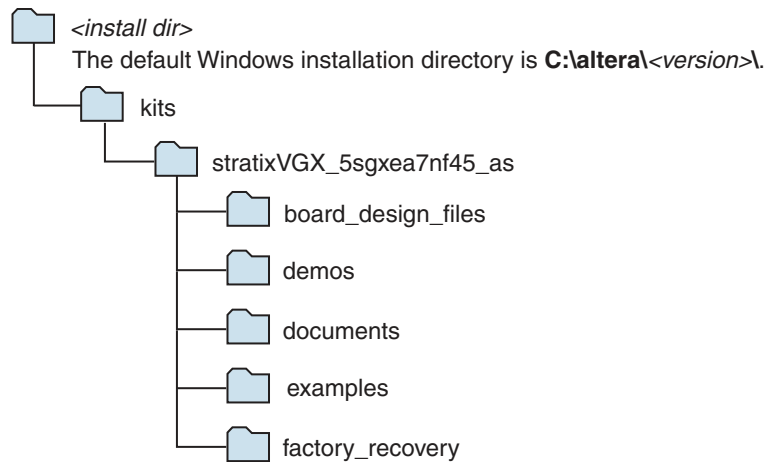 <install dir>
The default Windows installation directory is C:\altera\<version>\.
kits
stratixVGX_5sgxea7nf45_as
board_design_files
demos
documents
examples
factory_recovery